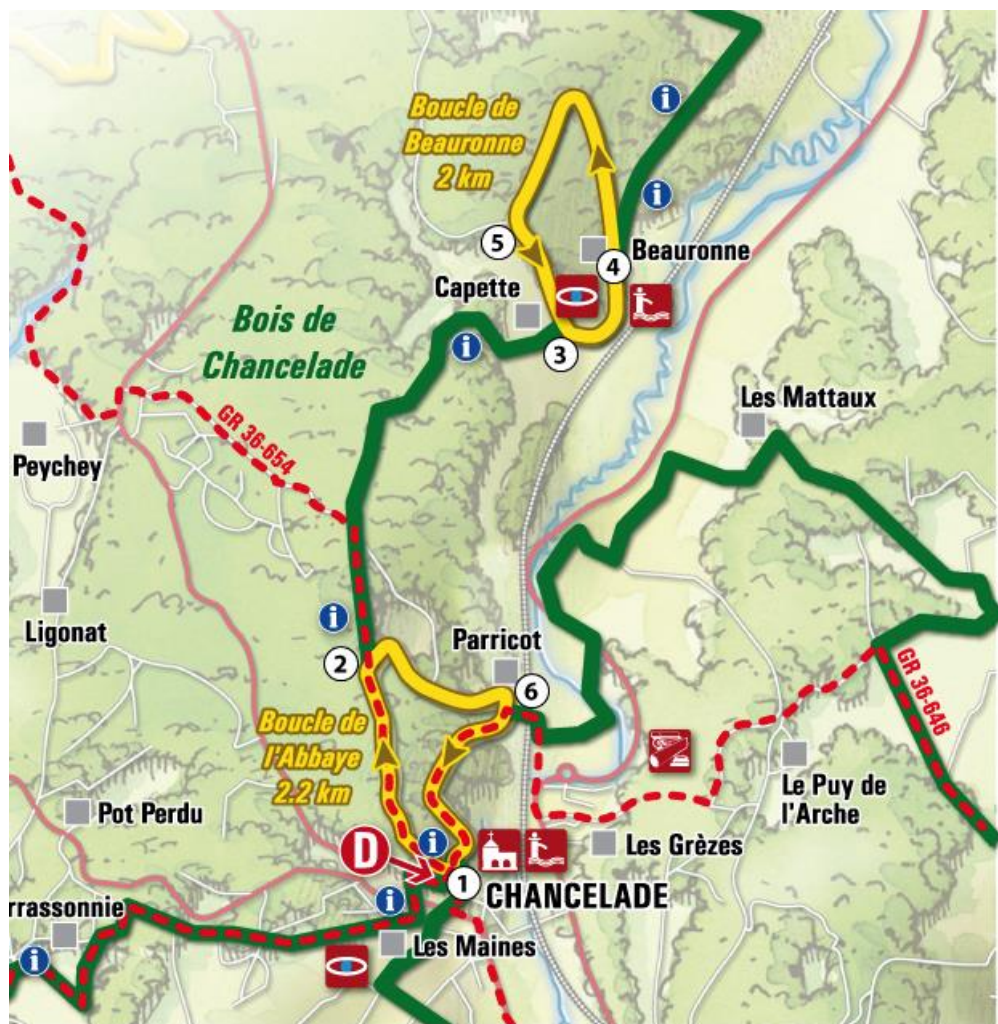 Boucle de
Beauronne
2 km
i
i
5
4
Beauronne
Capette
Bois de
Chancelade
i
3
Les Mattaux
GR 36-654
Peychey
i
Ligonat
Parricot
2
6
GR 36-646
Boucle de
l'Abbaye
2.2 km
Le Puy de
l'Arche
Pot Perdu
i
Les Grèzes
D
1
CHANCELADE
i
rrassonnie
Les Maines
i